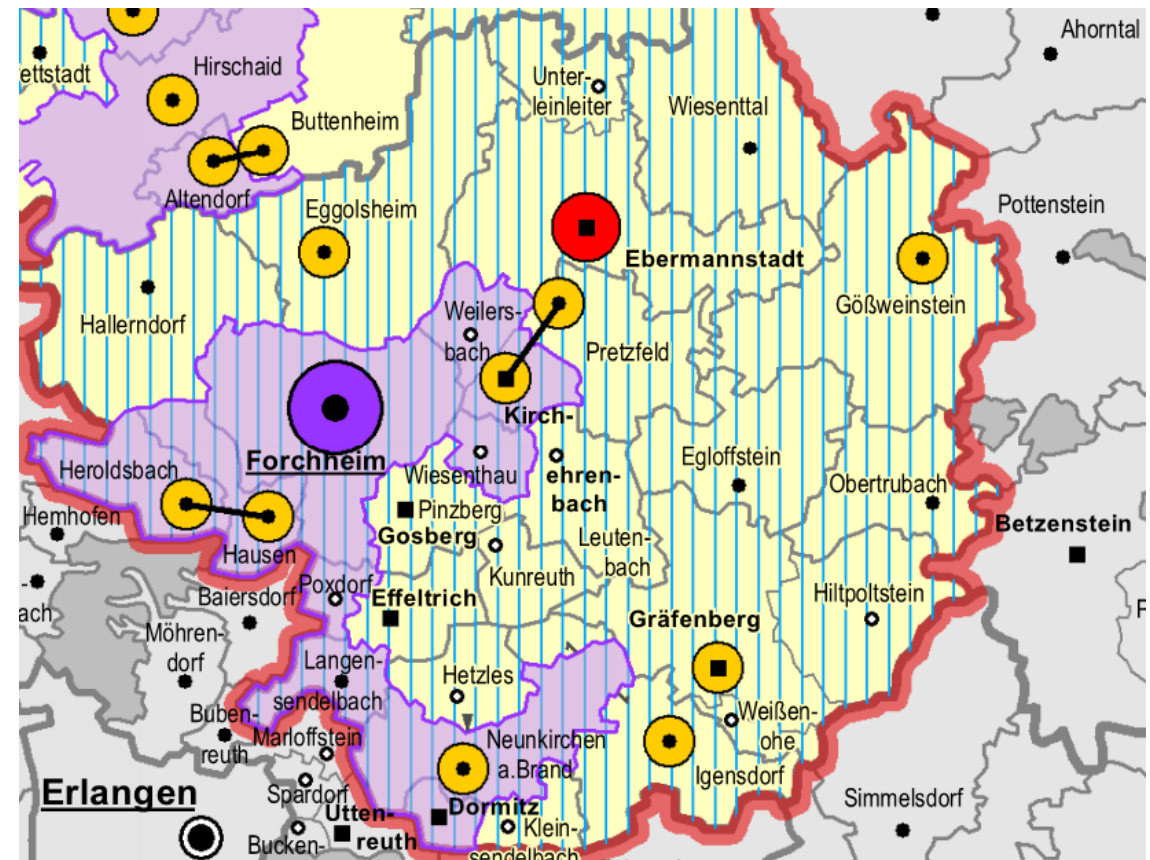 Ahorntal
Hirschaid
ettstadt
Unter-
leinleiter
Wiesenttal
Buttenheim
Altendorf
Eggolsheim
Pottenstein
Ebermannstadt
Gößweinstein
Hallerndorf
Weilers-
bach
Pretzfeld
Kirch-
ehren-
bach
Forchheim
Heroldsbach
Wiesenthau
Egloffstein
Obertrubach
Hemhofen
Pinzberg
Gosberg
Betzenstein
Hausen
Leuten-
bach
Kunreuth
Poxdorf
Baiersdorf
Effeltrich
Hiltpoltstein
ach
Möhren-
dorf
Gräfenberg
Langen-
sendelbach
Hetzles
Buben-
reuth
Marloffstein
Weißen-
ohe
Neunkirchen
a.Brand
Igensdorf
Erlangen
Spardorf
Dormitz
Simmelsdorf
Utten-
reuth
Klein-
sendelbach
Bucken-